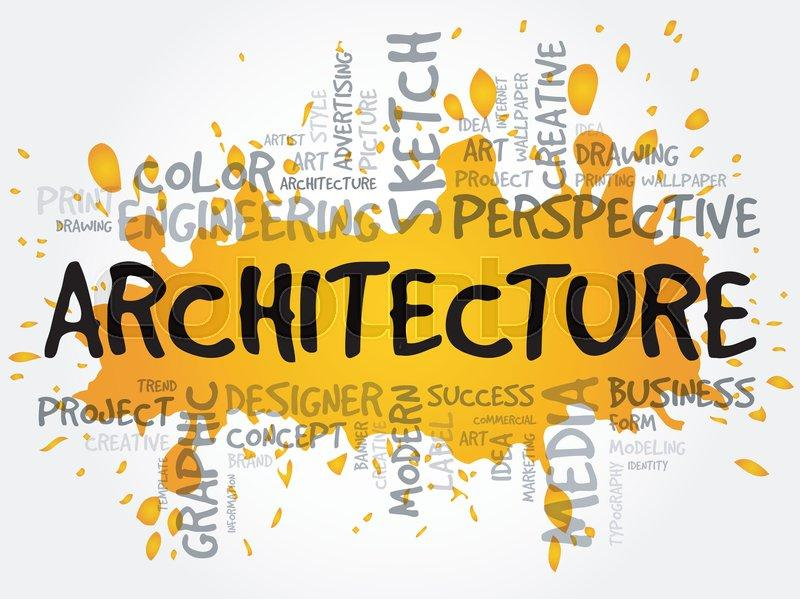 SKETCH
CREATIVE
ADVERTISING
STYLE
PICTURE
INTERNET
WALLPAPER
ARTIST
IDEA
IDEA
ART
ART
DRAWING
COLOR
ARCHITECTURE
PROJECT
PRINTING WALLPAPER
PRINT
DRAWING
ENGINEERING
PERSPECTIVE
ARCHITECTURE
TREND
DESIGNER
SUCCESS
BUSINESS
PROJECT
GRAPHIC
MODERN
COMMERCIAL
MEDIA
FORM
CREATIVE
CONCEPT
BANNER
CREATIVE
LABEL
ART
IDEA
MARKETING
MODELING
TEMPLATE
BRAND
INFORMATION
TYPOGRAPHY
IDENTITY